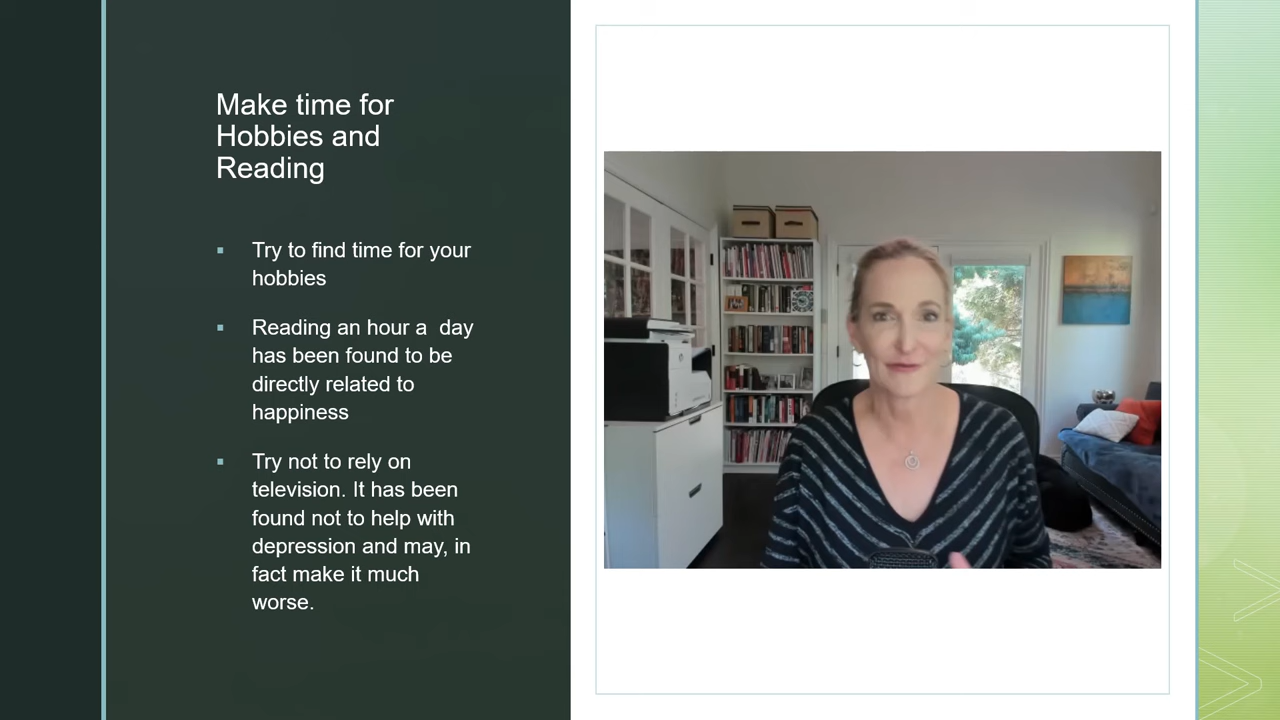 Make time for
Hobbies and
Reading
Try to find time for your
hobbies
Reading an hour a  day
has been found to be
directly related to
happiness
Try not to rely on
television. It has been
found not to help with
depression and may, in
fact make it much
worse.